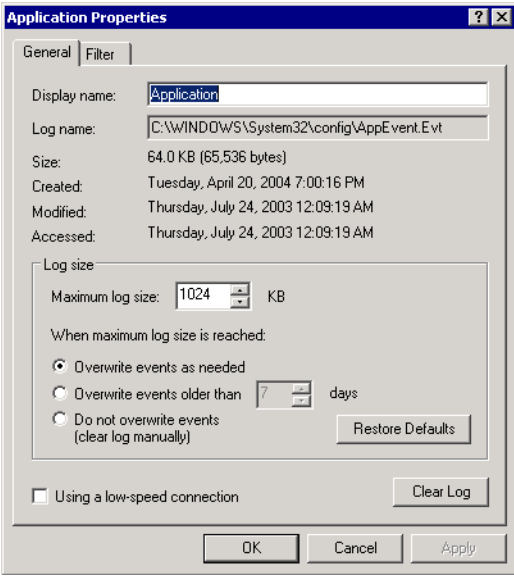 Application Properties
General Filter
Display name: Application
Log name: C:\WINDOWS\System32\config\AppEvent.Evt
Size: 64.0 KB (65,536 bytes)
Created: Tuesday, April 20, 2004 7:00:16 PM
Modified: Thursday, July 24, 2003 12:09:19 AM
Accessed: Thursday, July 24, 2003 12:09:19 AM
Log size
Maximum log size: 1024 KB
When maximum log size is reached:
Overwrite events as needed
Overwrite events older than 7 days
Do not overwrite events
(clear log manually)
Restore Defaults
Using a low-speed connection
Clear Log
OK Cancel Apply